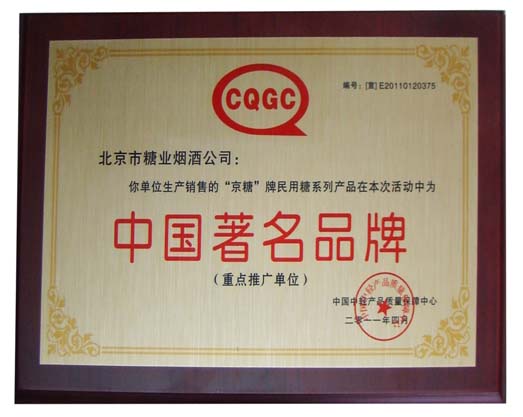 CQGC
编号:[萱]E20110120375
北京市糖业烟酒公司:
你单位生产销售的“京糖”牌民用糖系列产品在本次活动中为
中国著名品牌
(重点推广单位)
中国中轻产品质量保障中心
二零一一年四月